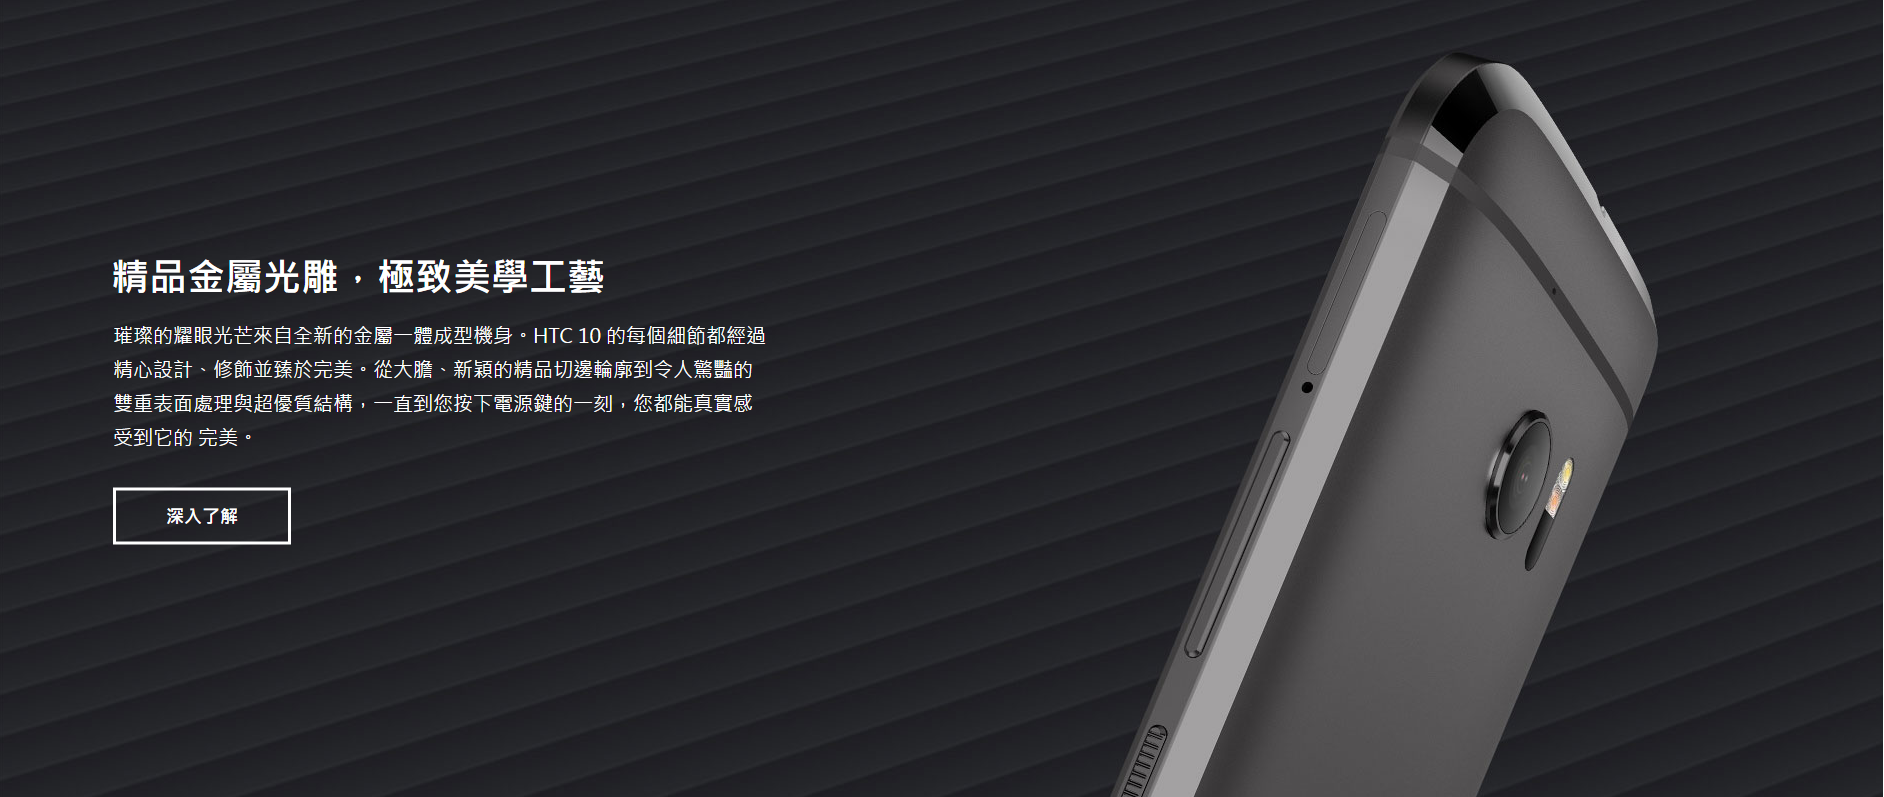 精品金屬光雕，極致美學工藝
璀璨的耀眼光芒來自全新的金屬一體成型機身。HTC 10 的每個細節都經過
精心設計、修飾並臻於完美。從大膽、新穎的精品切邊輪廓到令人驚豔的
雙重表面處理與超優質結構，一直到您按下電源鍵的一刻，您都能真實感
受到它的 完美。
深入了解